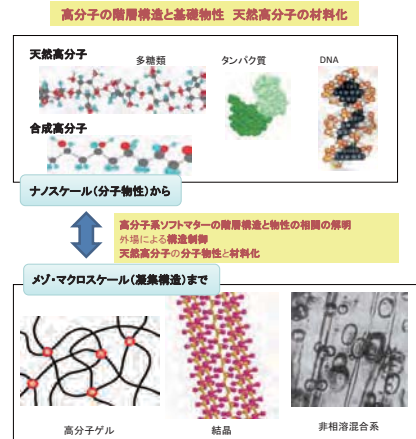 高分子の階層構造と基礎物性 天然高分子の材料化
天然高分子
多糖類
タンパク質
DNA
合成高分子
ナノスケール(分子物性)から
高分子系ソフトマターの階層構造と物性の相関の解明
外場による構造制御
天然高分子の分子物性と材料化
メゾ・マクロスケール(凝集構造)まで
高分子ゲル
結晶
非相溶混合系